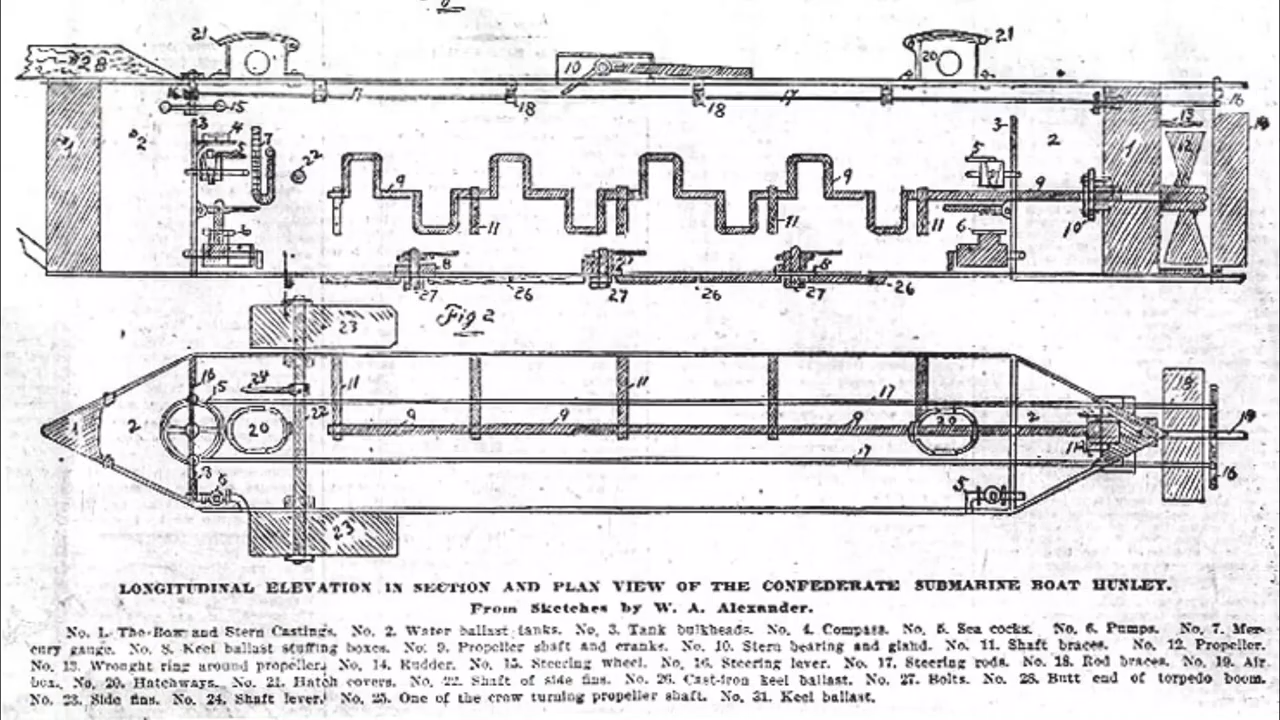 Fig 2
LONGITUDINAL ELEVATION IN SECTION AND PLAN VIEW OF THE CONFEDERATE SUBMARINE BOAT HUNLEY.
From Sketches by W. A. Alexander.
No. 1. The Bow and Stern Castings. No. 2. Water ballast tanks. No. 3. Tank bulkheads. No. 4. Compass. No. 5. Sea cocks. No. 6. Pumps. No. 7. Mer-
cury gauge. No. 8. Keel ballast stuffing boxes. No. 9. Propeller shaft and cranks. No. 10. Stern bearing and gland. No. 11. Shaft braces. No. 12. Propeller.
No. 13. Wrought ring around propeller. No. 14. Rudder. No. 15. Steering wheel. No. 16. Steering lever. No. 17. Steering rods. No. 18. Rod braces. No. 19. Air
box. No. 20. Hatchways. No. 21. Hatch covers. No. 22. Shaft of side fins. No. 26. Cast-iron keel ballast. No. 27. Bolts. No. 28. Butt end of torpedo boom.
No. 23. Side fins. No. 24. Shaft lever. No. 25. One of the crew turning propeller shaft. No. 31. Keel ballast.